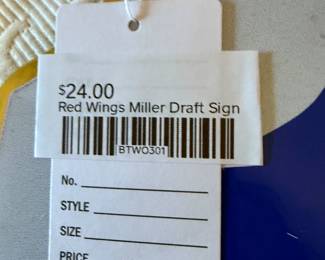 $24.00
Red Wings Miller Draft Sign
BTWO301
No.
STYLE
SIZE
PRICE